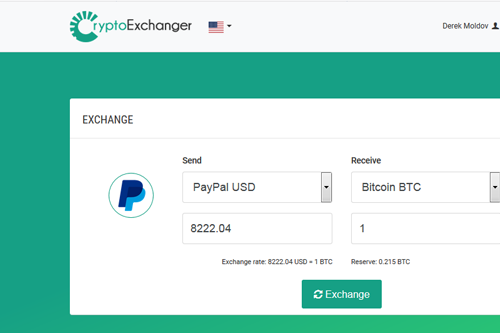 CryptoExchanger
Derek Moldov
EXCHANGE
Send
Receive
PayPal USD
Bitcoin BTC
8222.04
1
Exchange rate: 8222.04 USD = 1 BTC
Reserve: 0.215 BTC
Exchange